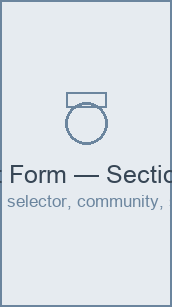 Form — Sectio
selector, community,